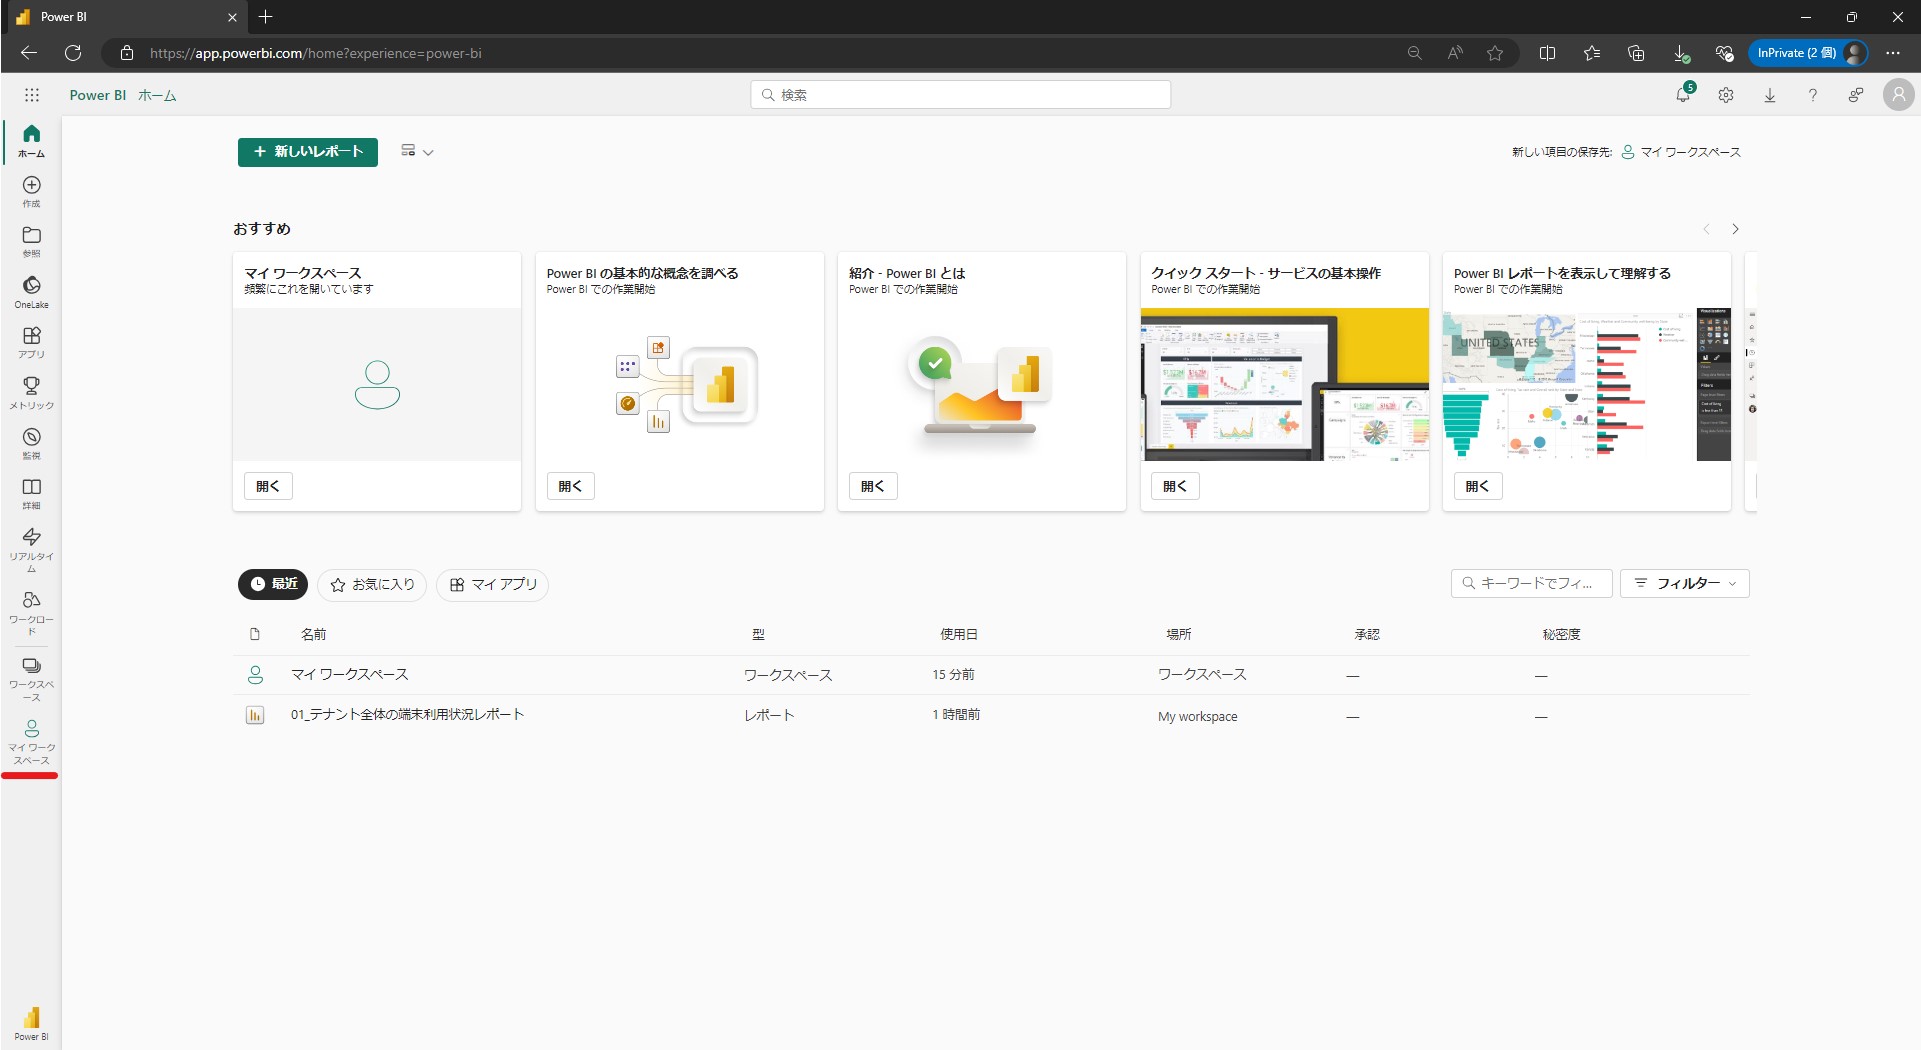 Power BI
https://app.powerbi.com/home?experience=power-bi
InPrivate (2 個)
Power BI ホーム
検索
5
ホーム
作成
参照
OneLake
アプリ
メトリック
監視
詳細
リアルタイ
ム
ワークロー
ド
ワークスペ
ース
マイ ワーク
スペース
Power BI
新しいレポート
新しい項目の保存先: マイ ワークスペース
おすすめ
マイ ワークスペース
頻繁にこれを開いています
開く
Power BI の基本的な概念を調べる
Power BI での作業開始
開く
紹介 - Power BI とは
Power BI での作業開始
開く
クイック スタート - サービスの基本操作
Power BI での作業開始
開く
Power BI レポートを表示して理解する
Power BI での作業開始
UNITED STATES
Visualizations
Filters
開く
最近 お気に入り マイ アプリ
キーワードでフィ... フィルター
名前 型 使用日 場所 承認 秘密度
マイ ワークスペース ワークスペース 15 分前 ワークスペース — —
01_テナント全体の端末利用状況レポート レポート 1 時間前 My workspace — —